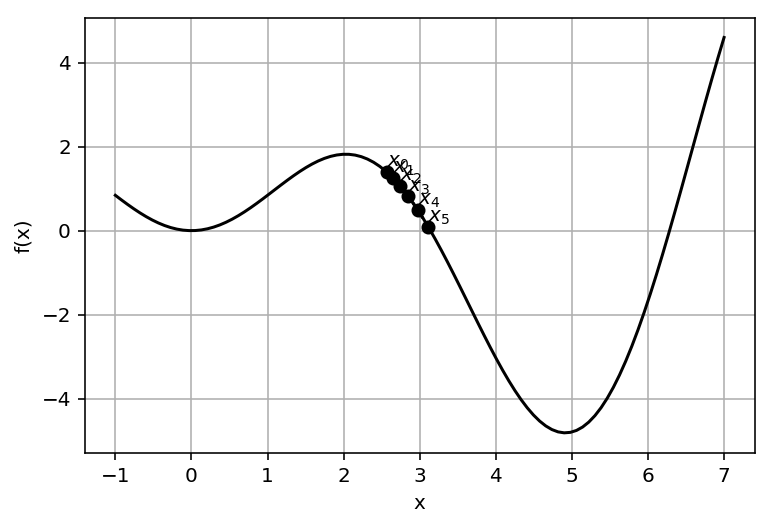 4
2
0
−2
−4
f(x)
x₀
x₁
x₂
x₃
x₄
x₅
−1 0 1 2 3 4 5 6 7
x